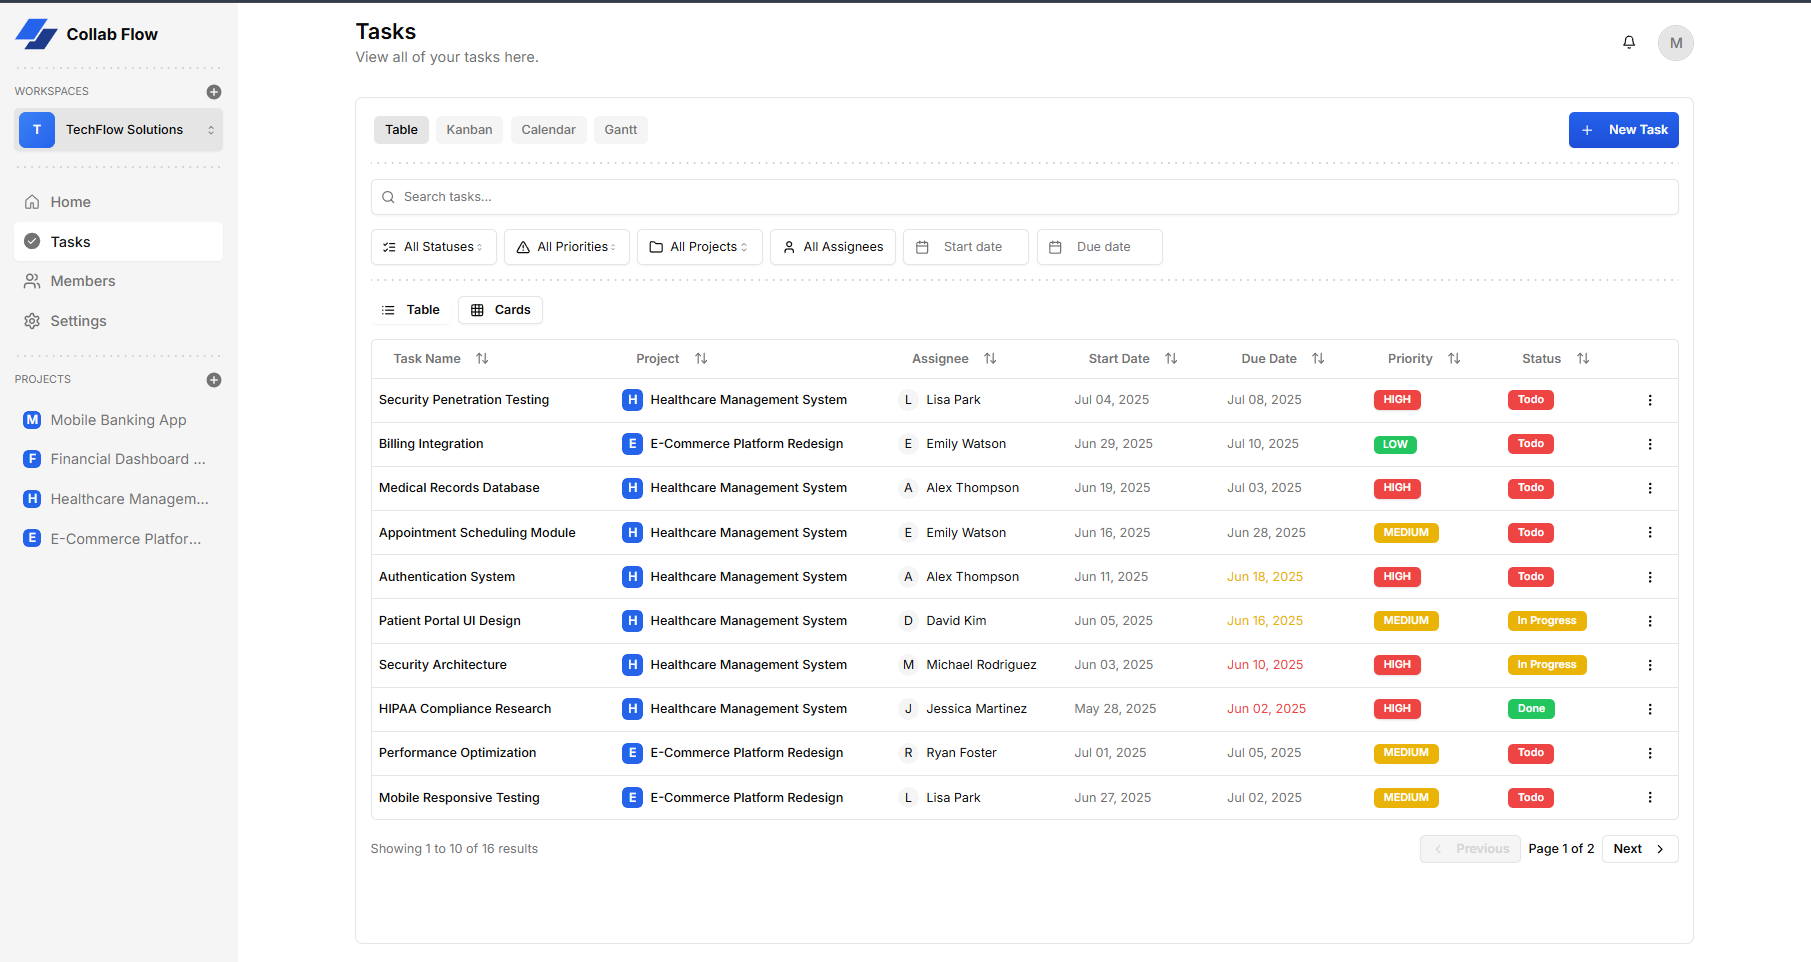 Collab Flow
WORKSPACES
T TechFlow Solutions
Home
Tasks
Members
Settings
PROJECTS
M Mobile Banking App
F Financial Dashboard ...
H Healthcare Managem...
E E-Commerce Platfor...
Tasks
View all of your tasks here.
M
Table Kanban Calendar Gantt
+ New Task
Search tasks...
All Statuses All Priorities All Projects All Assignees Start date Due date
Table Cards
Task Name Project Assignee Start Date Due Date Priority Status
Security Penetration Testing H Healthcare Management System L Lisa Park Jul 04, 2025 Jul 08, 2025 HIGH Todo
Billing Integration E E-Commerce Platform Redesign E Emily Watson Jun 29, 2025 Jul 10, 2025 LOW Todo
Medical Records Database H Healthcare Management System A Alex Thompson Jun 19, 2025 Jul 03, 2025 HIGH Todo
Appointment Scheduling Module H Healthcare Management System E Emily Watson Jun 16, 2025 Jun 28, 2025 MEDIUM Todo
Authentication System H Healthcare Management System A Alex Thompson Jun 11, 2025 Jun 18, 2025 HIGH Todo
Patient Portal UI Design H Healthcare Management System D David Kim Jun 05, 2025 Jun 16, 2025 MEDIUM In Progress
Security Architecture H Healthcare Management System M Michael Rodriguez Jun 03, 2025 Jun 10, 2025 HIGH In Progress
HIPAA Compliance Research H Healthcare Management System J Jessica Martinez May 28, 2025 Jun 02, 2025 HIGH Done
Performance Optimization E E-Commerce Platform Redesign R Ryan Foster Jul 01, 2025 Jul 05, 2025 MEDIUM Todo
Mobile Responsive Testing E E-Commerce Platform Redesign L Lisa Park Jun 27, 2025 Jul 02, 2025 MEDIUM Todo
Showing 1 to 10 of 16 results
Previous Page 1 of 2 Next